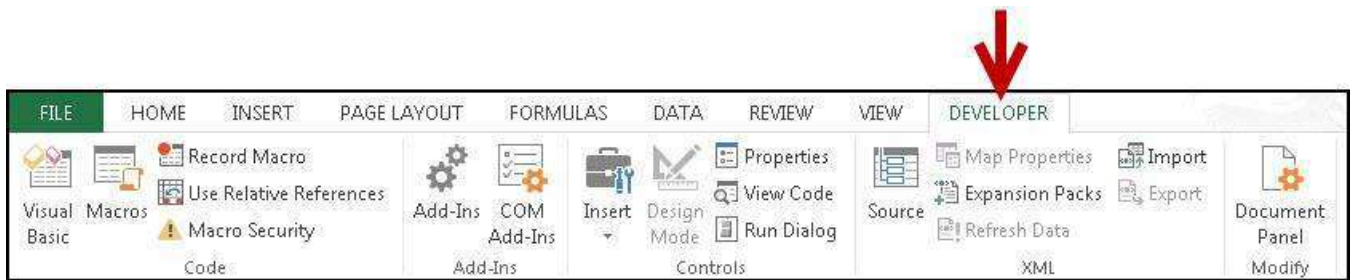 FILE HOME INSERT PAGE LAYOUT FORMULAS DATA REVIEW VIEW DEVELOPER
Visual Basic
Macros
Record Macro
Use Relative References
Macro Security
Code
Add-Ins
COM Add-Ins
Add-Ins
Insert
Design Mode
Properties
View Code
Run Dialog
Controls
Source
Map Properties
Expansion Packs
Refresh Data
Import
Export
XML
Document Panel
Modify